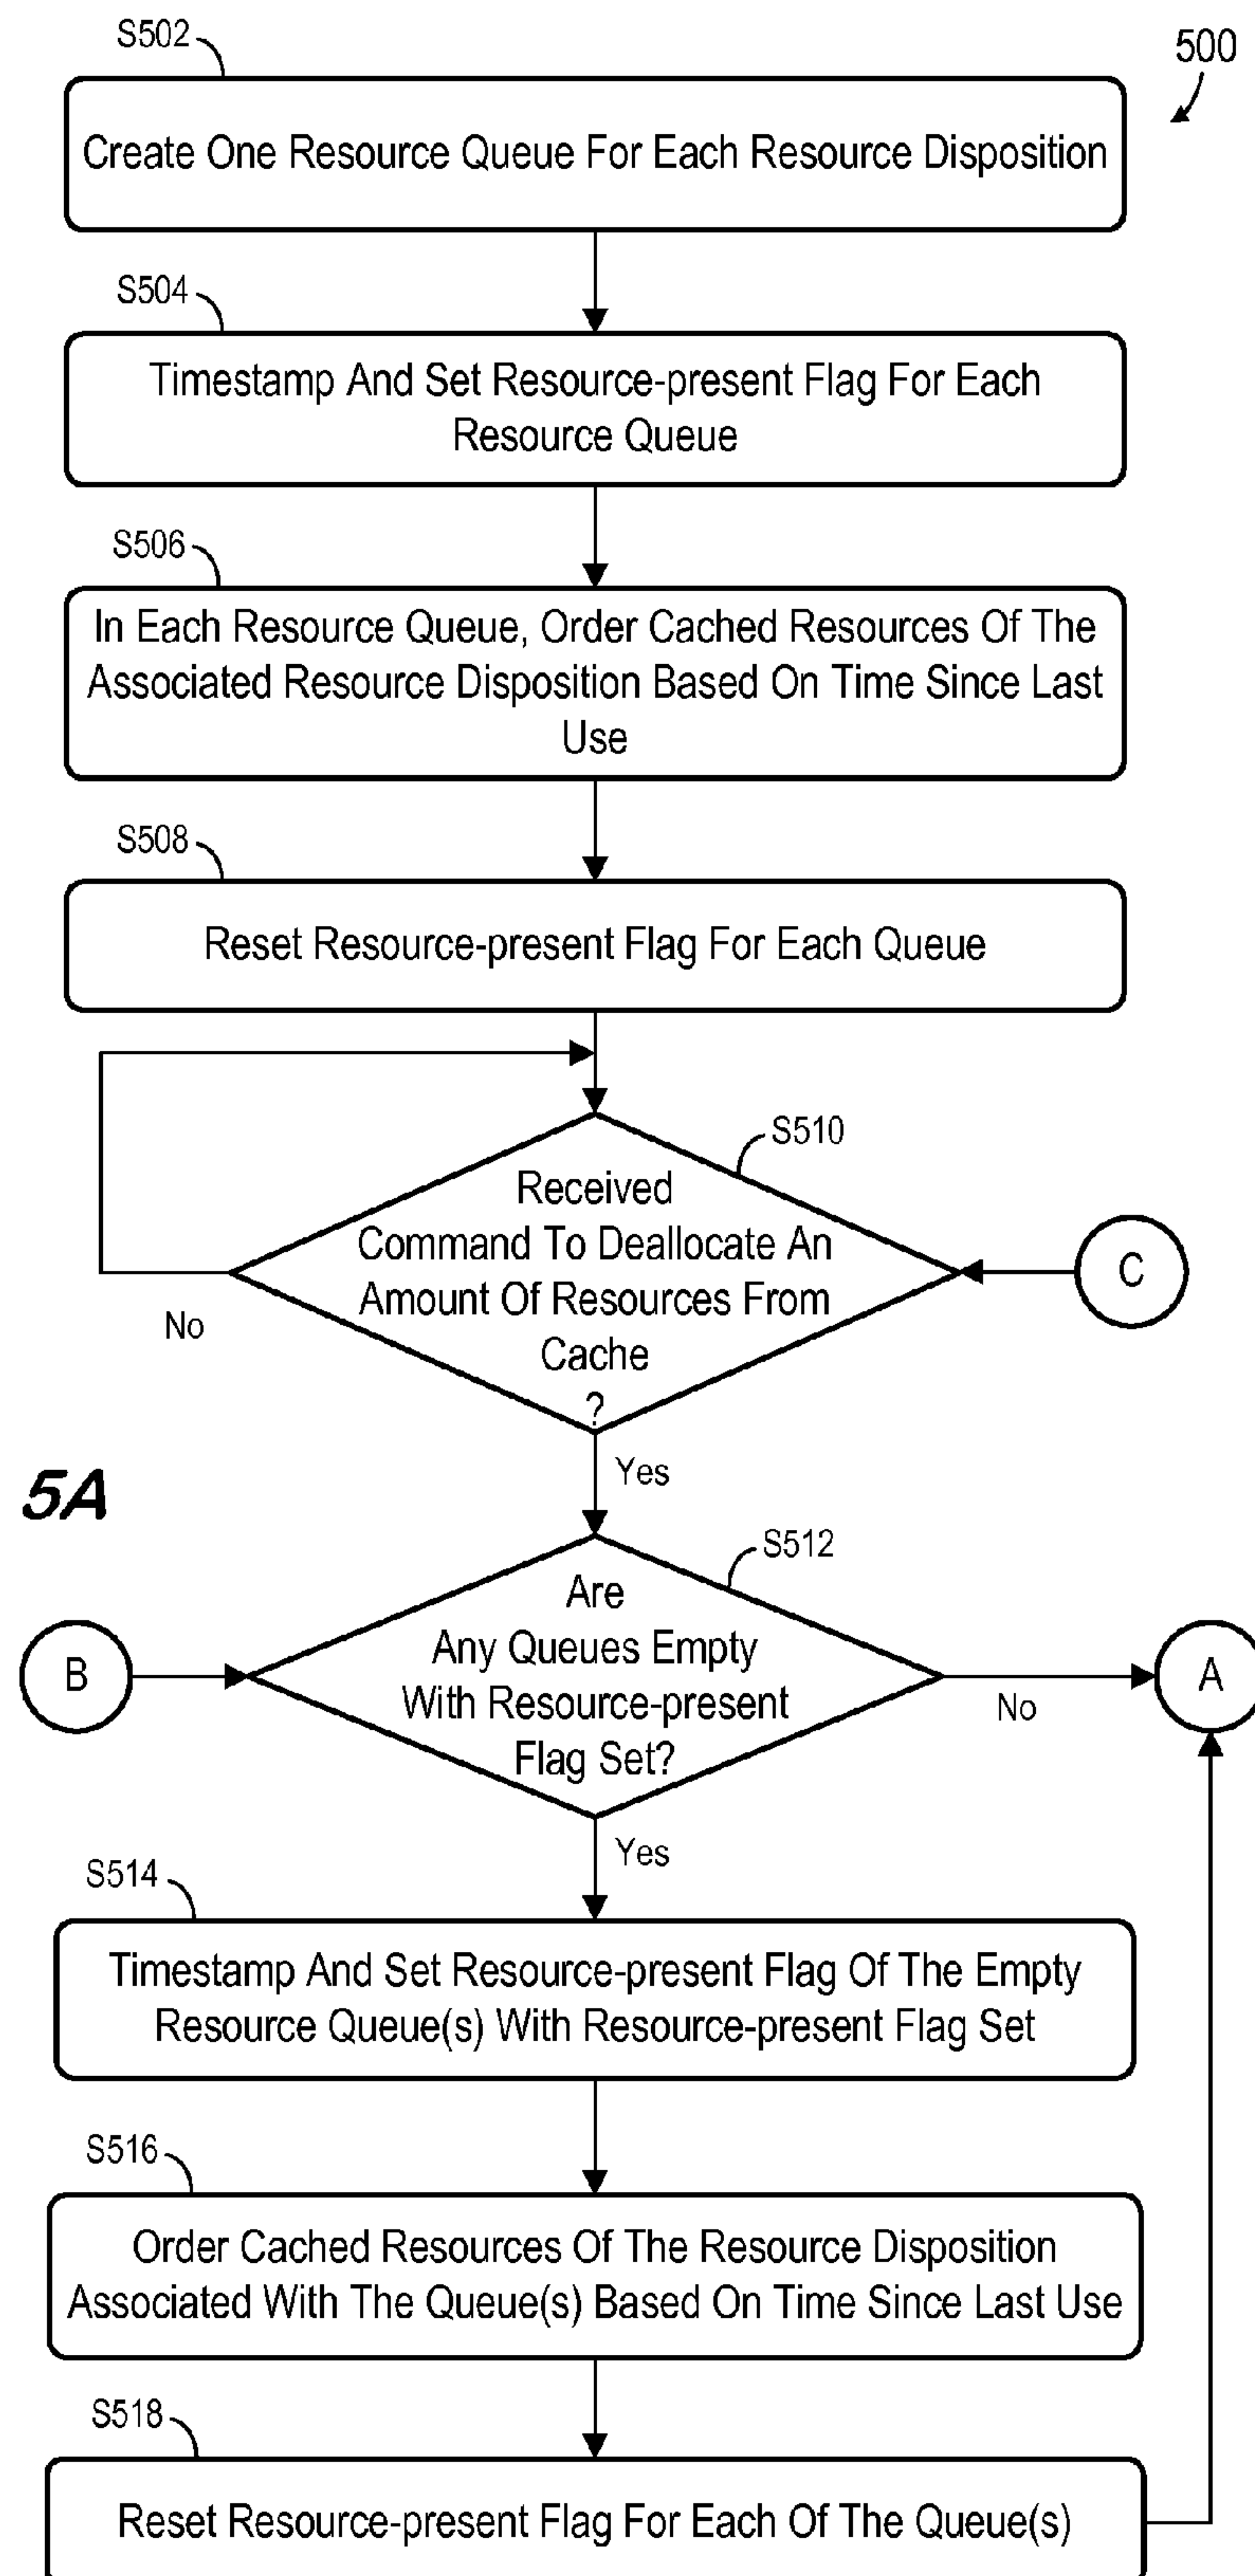 S502
500
Create One Resource Queue For Each Resource Disposition
S504
Timestamp And Set Resource-present Flag For Each
Resource Queue
S506
In Each Resource Queue, Order Cached Resources Of The
Associated Resource Disposition Based On Time Since Last
Use
S508
Reset Resource-present Flag For Each Queue
S510
Received
Command To Deallocate An
Amount Of Resources From
Cache
?
C
No
Yes
5A
S512
Are
Any Queues Empty
With Resource-present
Flag Set?
B
A
No
Yes
S514
Timestamp And Set Resource-present Flag Of The Empty
Resource Queue(s) With Resource-present Flag Set
S516
Order Cached Resources Of The Resource Disposition
Associated With The Queue(s) Based On Time Since Last Use
S518
Reset Resource-present Flag For Each Of The Queue(s)